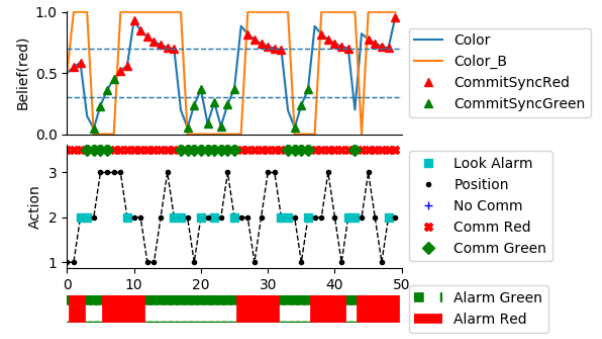 1.0
0.5
0.0
Belief(red)
Color
Color_B
CommitSyncRed
CommitSyncGreen
3
2
1
Action
Look Alarm
Position
No Comm
Comm Red
Comm Green
0 10 20 30 40 50
Alarm Green
Alarm Red